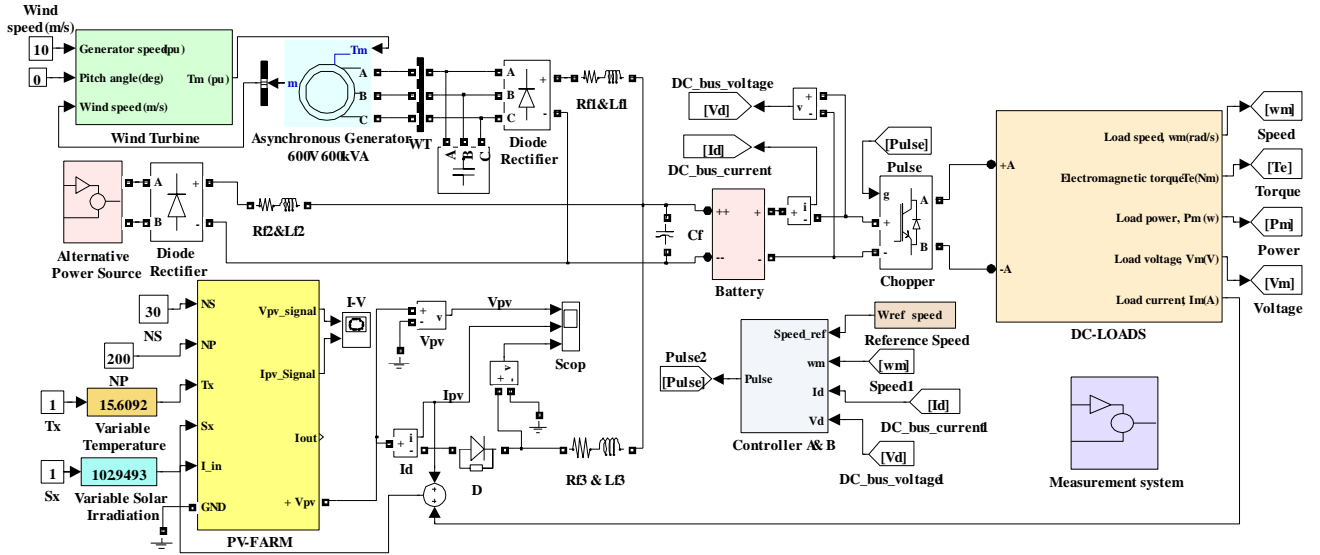 Wind
speed (m/s)
10
0
Generator speed(pu)
Pitch angle(deg)
Wind speed (m/s)
Tm (pu)
Wind Turbine
Tm
m
A
B
C
Asynchronous Generator
600V 600kVA
WT
A
B
C
A
B
C
+
-
Diode
Rectifier
Rf1&Lf1
Alternative
Power Source
A
B
+
-
Diode
Rectifier
Rf2&Lf2
Cf
DC_bus_voltage
[Vd]
+
v
-
[Id]
DC_bus_current
++
--
+
-
Battery
+
i
-
[Pulse]
Pulse
g
+
-
A
B
Chopper
+A
-A
Load speed, wm(rad/s)
Electromagnetic torqueTe(Nm)
Load power, Pm (w)
Load voltage, Vm(V)
Load current, Im(A)
DC-LOADS
[wm]
Speed
[Te]
Torque
[Pm]
Power
[Vm]
Voltage
30
NS
200
NP
1
Tx
15.6092
Variable
Temperature
1
Sx
1029.493
Variable Solar
Irradiation
NS
NP
Tx
Sx
I_in
GND
Vpv_signal
Ipv_Signal
Iout
+ Vpv
PV-FARM
I-V
+
-
v
Vpv
Vpv
Scop
v
+
-
Ipv
+
i
-
Id
D
Rf3 & Lf3
+
+
Pulse2
[Pulse]
Speed_ref
wm
Id
Vd
Pulse
Controller A& B
Wref speed
Reference Speed
[wm]
Speed1
[Id]
DC_bus_current1
[Vd]
DC_bus_voltage1
Measurement system